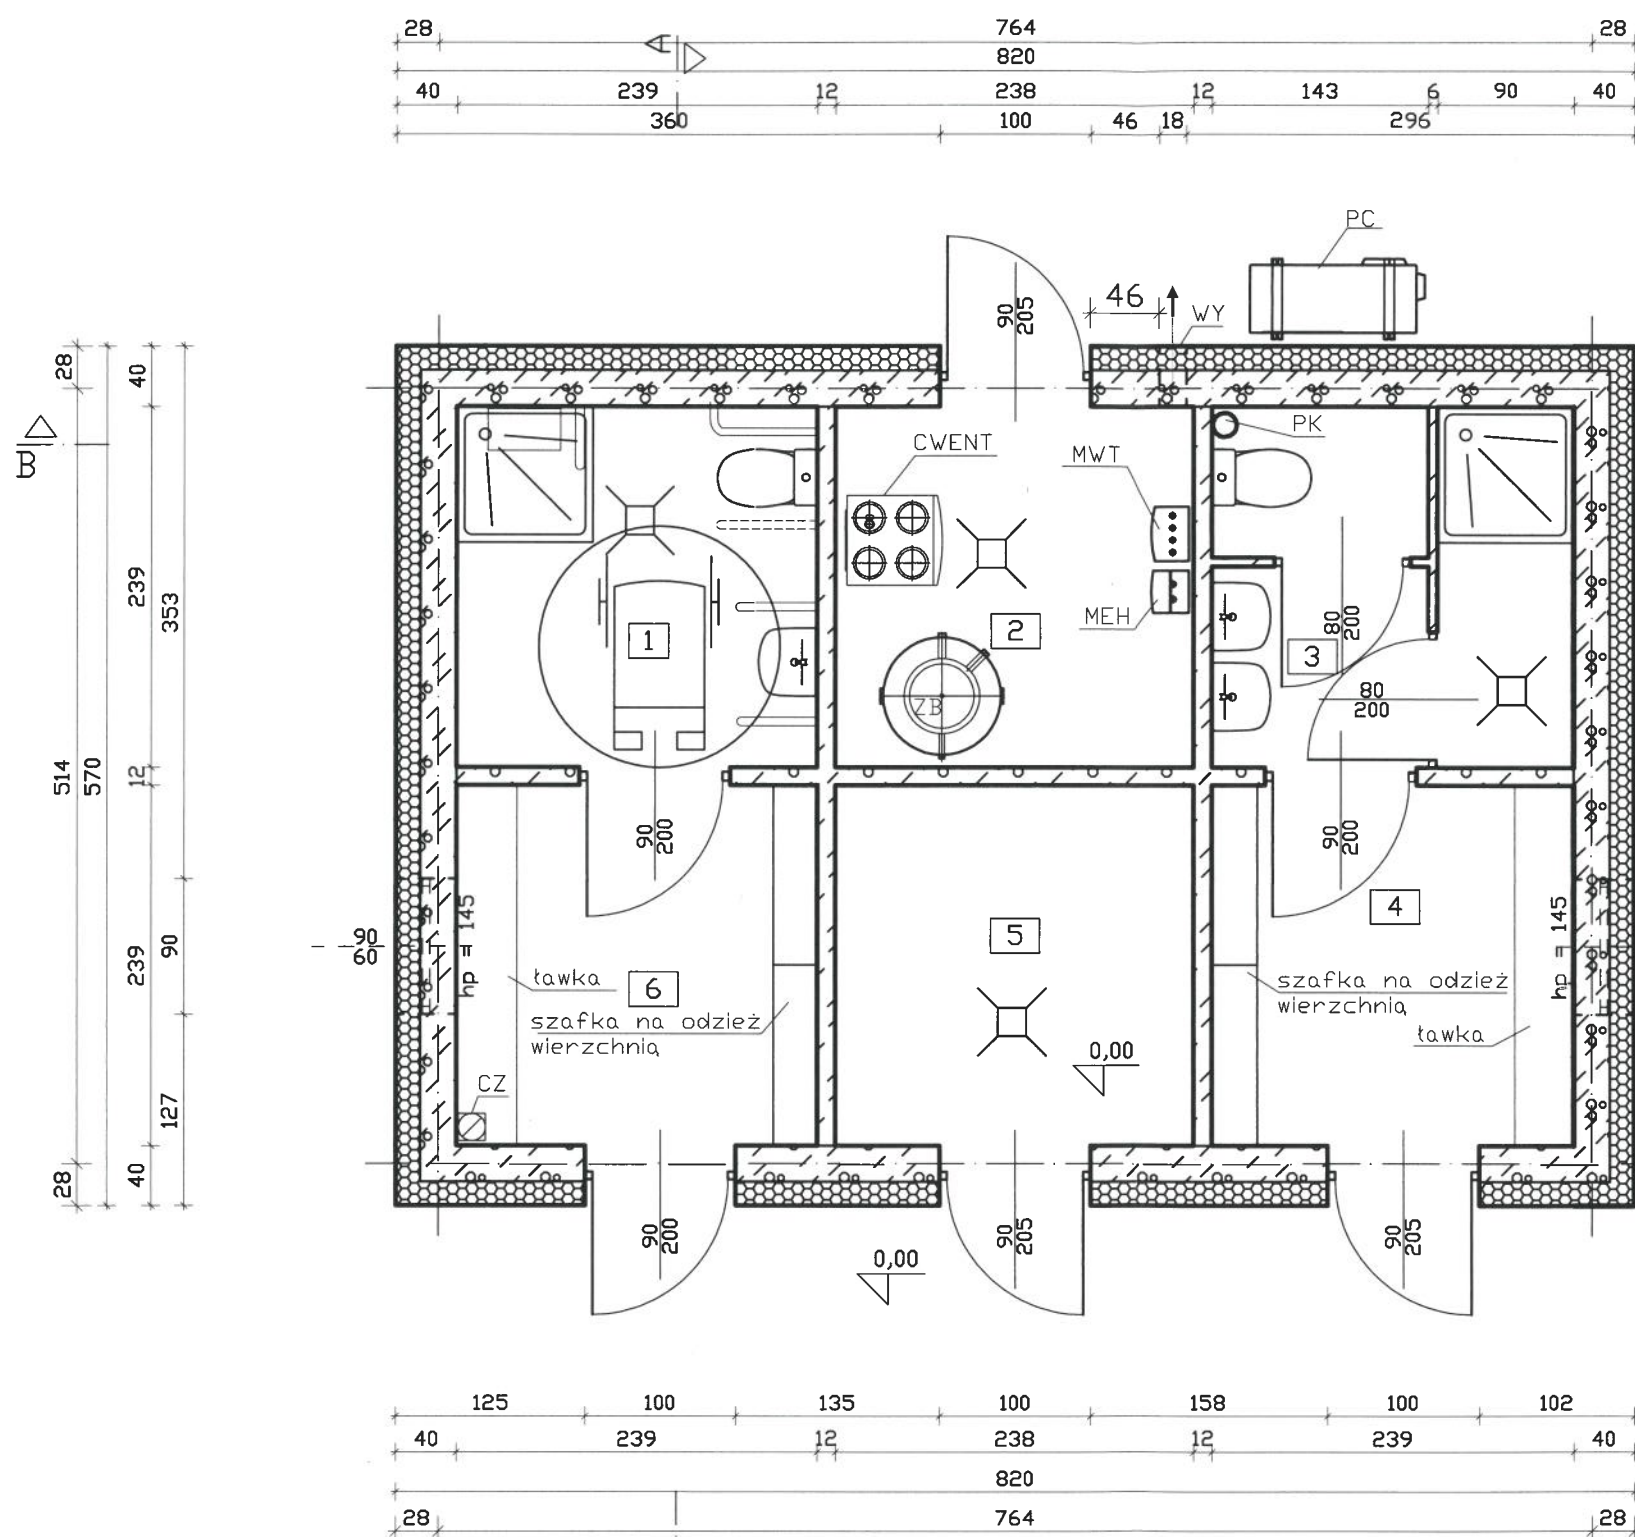 28 764 28
A
820
40 239 12 238 12 143 6 90 40
360 100 46 18 296
PC
90
205
46
WY
28
40
B
PK
CWENT
MWT
MEH
239
353
1
2
3
80
200
ZB
80
200
514
570
12
90
200
90
200
4
5
90
60
hp = 145
239
90
ławka
6
szafka na odzież
wierzchnią
szafka na odzież
wierzchnią
hp = 145
ławka
0,00
CZ
127
28
40
90
200
90
205
90
205
0,00
125 100 135 100 158 100 102
40 239 12 238 12 239 40
820
28 764 28